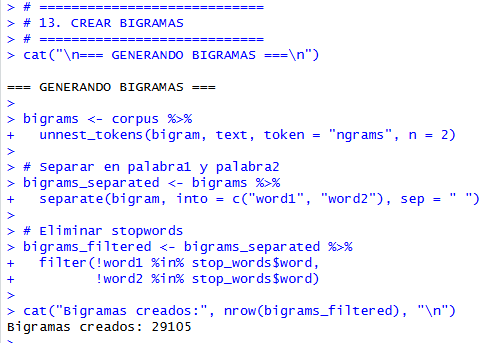 > # ============================
> # 13. CREAR BIGRAMAS
> # ============================
> cat("\n=== GENERANDO BIGRAMAS ===\n")

=== GENERANDO BIGRAMAS ===
>
> bigrams <- corpus %>%
+   unnest_tokens(bigram, text, token = "ngrams", n = 2)
>
> # Separar en palabra1 y palabra2
> bigrams_separated <- bigrams %>%
+   separate(bigram, into = c("word1", "word2"), sep = " ")
>
> # Eliminar stopwords
> bigrams_filtered <- bigrams_separated %>%
+   filter(!word1 %in% stop_words$word,
+          !word2 %in% stop_words$word)
>
> cat("Bigramas creados:", nrow(bigrams_filtered), "\n")
Bigramas creados: 29105
>